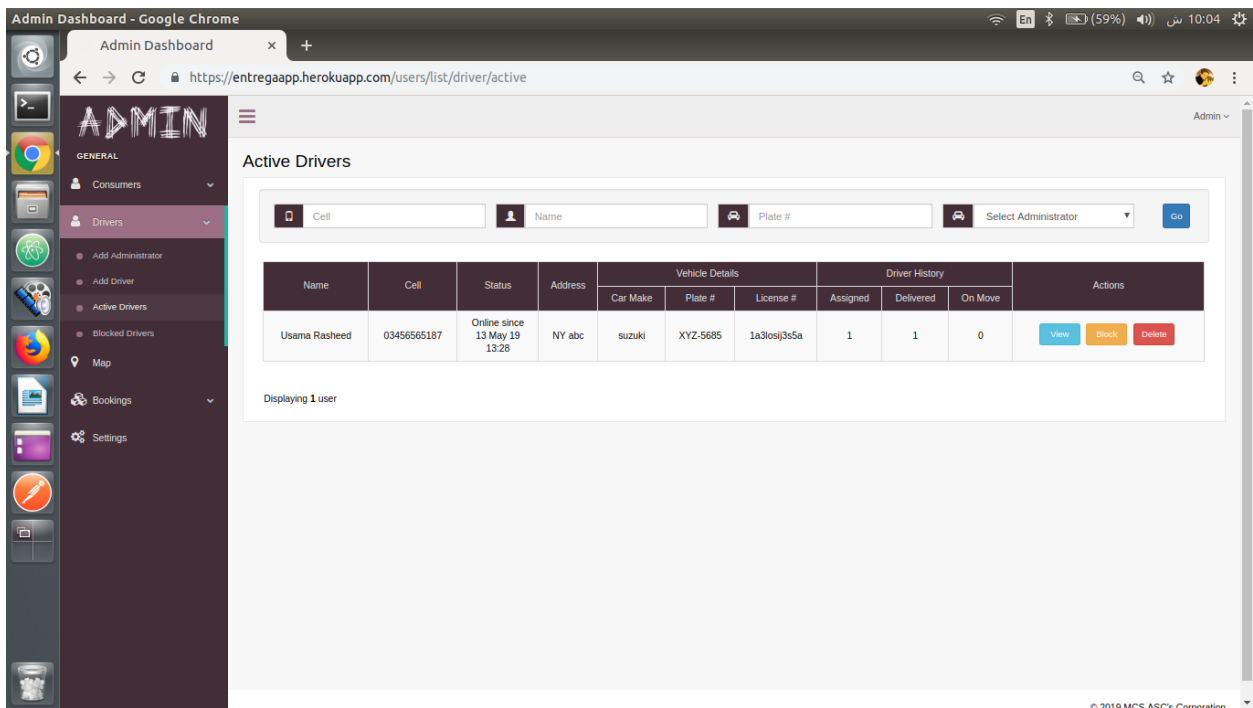 Admin Dashboard - Google Chrome
En (59%) ش 10:04
Admin Dashboard × +
https://entregaapp.herokuapp.com/users/list/driver/active
ADMIN
Admin
GENERAL
Consumers
Drivers
Add Administrator
Add Driver
Active Drivers
Blocked Drivers
Map
Bookings
Settings
Active Drivers
Cell Name Plate # Select Administrator Go
Name Cell Status Address Vehicle Details Driver History Actions
Car Make Plate # License # Assigned Delivered On Move
Usama Rasheed 03456565187 Online since 13 May 19 13:28 NY abc suzuki XYZ-5685 1a3losij3s5a 1 1 0 View Block Delete
Displaying 1 user
© 2019 MCS ASC's Corporation